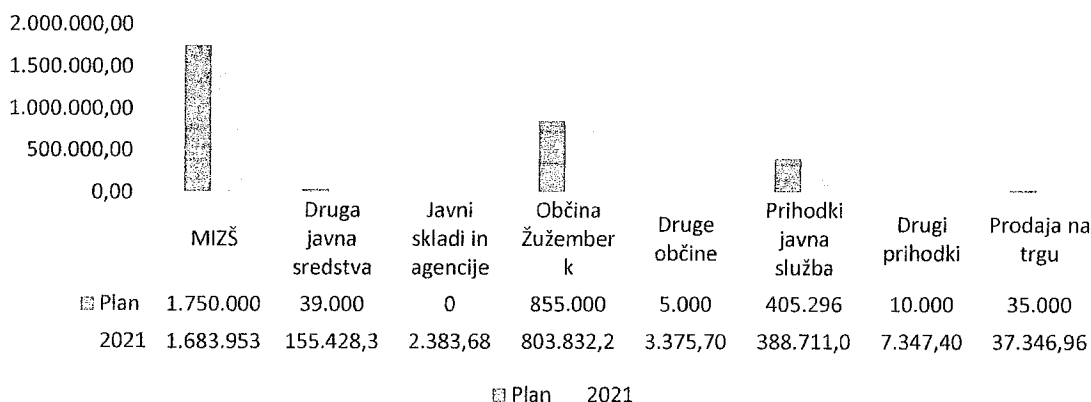 2.000.000,00
1.500.000,00
1.000.000,00
500.000,00
0,00
MIZŠ
Druga
javna
sredstva
Javni
skladi in
agencije
Občina
Žužember
k
Druge
občine
Prihodki
javna
služba
Drugi
prihodki
Prodaja na
trgu
Plan 1.750.000 39.000 0 855.000 5.000 405.296 10.000 35.000
2021 1.683.953 155.428,3 2.383,68 803.832,2 3.375,70 388.711,0 7.347,40 37.346,96
Plan 2021